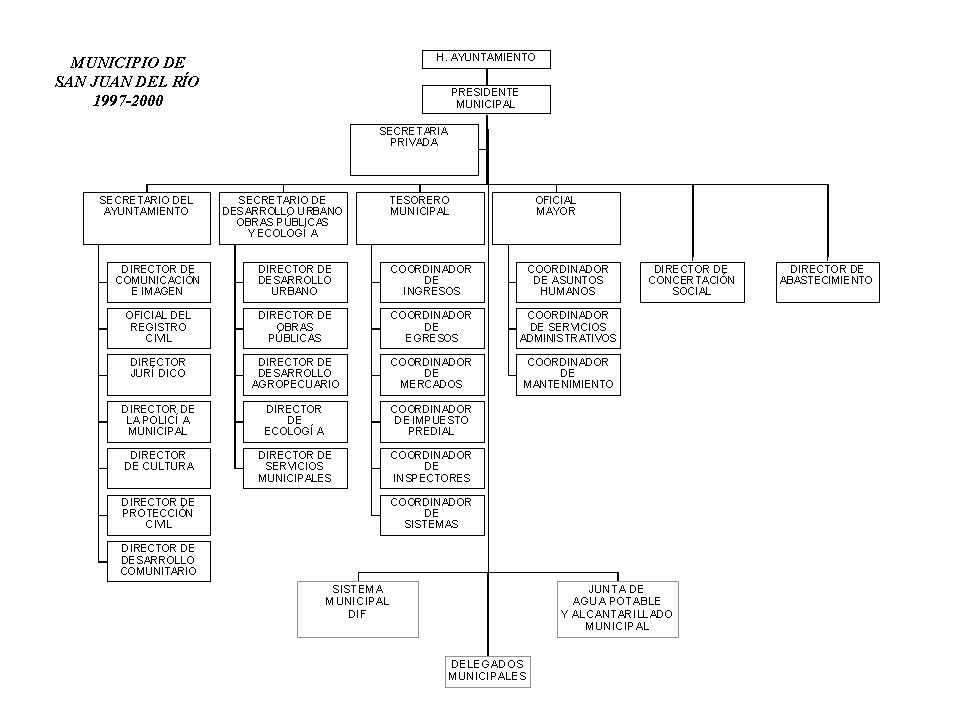 MUNICIPIO DE
SAN JUAN DEL RÍO
1997-2000
H. AYUNTAMIENTO
PRESIDENTE
MUNICIPAL
SECRETARIA
PRIVADA
SECRETARIO DEL
AYUNTAMIENTO
SECRETARIO DE
DESARROLLO URBANO
OBRAS PÚBLICAS
Y ECOLOGÍ A
TESORERO
MUNICIPAL
OFICIAL
MAYOR
DIRECTOR DE
COMUNICACIÓN
E IMAGEN
OFICIAL DEL
REGISTRO
CIVIL
DIRECTOR
JURÍ DICO
DIRECTOR DE
LA POLICÍ A
MUNICIPAL
DIRECTOR
DE CULTURA
DIRECTOR DE
PROTECCIÓN
CIVIL
DIRECTOR DE
DESARROLLO
COMUNITARIO
DIRECTOR DE
DESARROLLO
URBANO
DIRECTOR DE
OBRAS
PÚBLICAS
DIRECTOR DE
DESARROLLO
AGROPECUARIO
DIRECTOR
DE
ECOLOGÍ A
DIRECTOR DE
SERVICIOS
MUNICIPALES
COORDINADOR
DE
INGRESOS
COORDINADOR
DE
EGRESOS
COORDINADOR
DE
MERCADOS
COORDINADOR
DE IMPUESTO
PREDIAL
COORDINADOR
DE
INSPECTORES
COORDINADOR
DE
SISTEMAS
COORDINADOR
DE ASUNTOS
HUMANOS
COORDINADOR
DE SERVICIOS
ADMINISTRATIVOS
COORDINADOR
DE
MANTENIMIENTO
DIRECTOR DE
CONCERTACIÓN
SOCIAL
DIRECTOR DE
ABASTECIMIENTO
SISTEMA
MUNICIPAL
DIF
JUNTA DE
AGUA POTABLE
Y ALCANTARILLADO
MUNICIPAL
DELEGADOS
MUNICIPALES